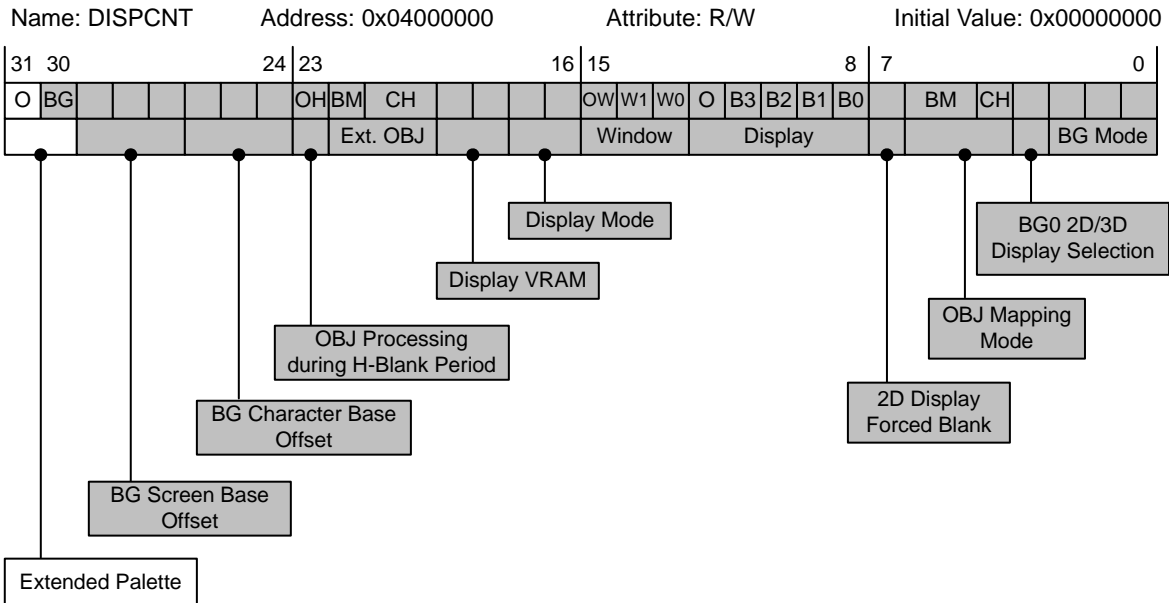 Name: DISPCNT Address: 0x04000000 Attribute: R/W Initial Value: 0x00000000
31 30 24 23 16 15 8 7 0
O BG OH BM CH OW W1 W0 O B3 B2 B1 B0 BM CH
Ext. OBJ Window Display BG Mode
Display Mode
BG0 2D/3D
Display Selection
Display VRAM
OBJ Mapping
Mode
OBJ Processing
during H-Blank Period
2D Display
Forced Blank
BG Character Base
Offset
BG Screen Base
Offset
Extended Palette